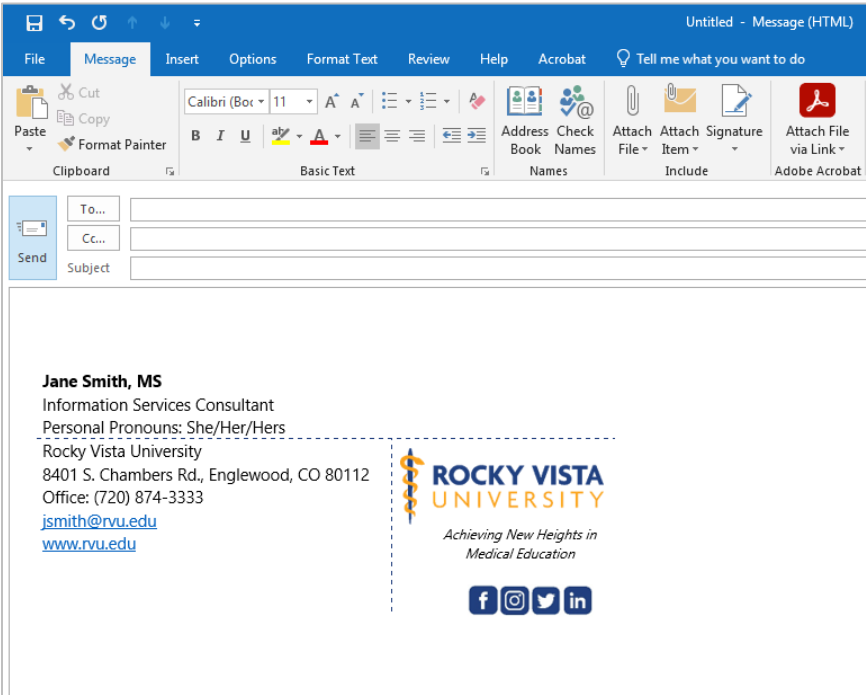 Untitled - Message (HTML)
File Message Insert Options Format Text Review Help Acrobat Tell me what you want to do
Paste
Cut
Copy
Format Painter
Clipboard
Calibri (Boc 11
B I U
Basic Text
Address Book
Check Names
Names
Attach File
Attach Item
Signature
Include
Attach File via Link
Adobe Acrobat
Send
To...
Cc...
Subject
Jane Smith, MS
Information Services Consultant
Personal Pronouns: She/Her/Hers
Rocky Vista University
8401 S. Chambers Rd., Englewood, CO 80112
Office: (720) 874-3333
jsmith@rvu.edu
www.rvu.edu
ROCKY VISTA
UNIVERSITY
Achieving New Heights in
Medical Education